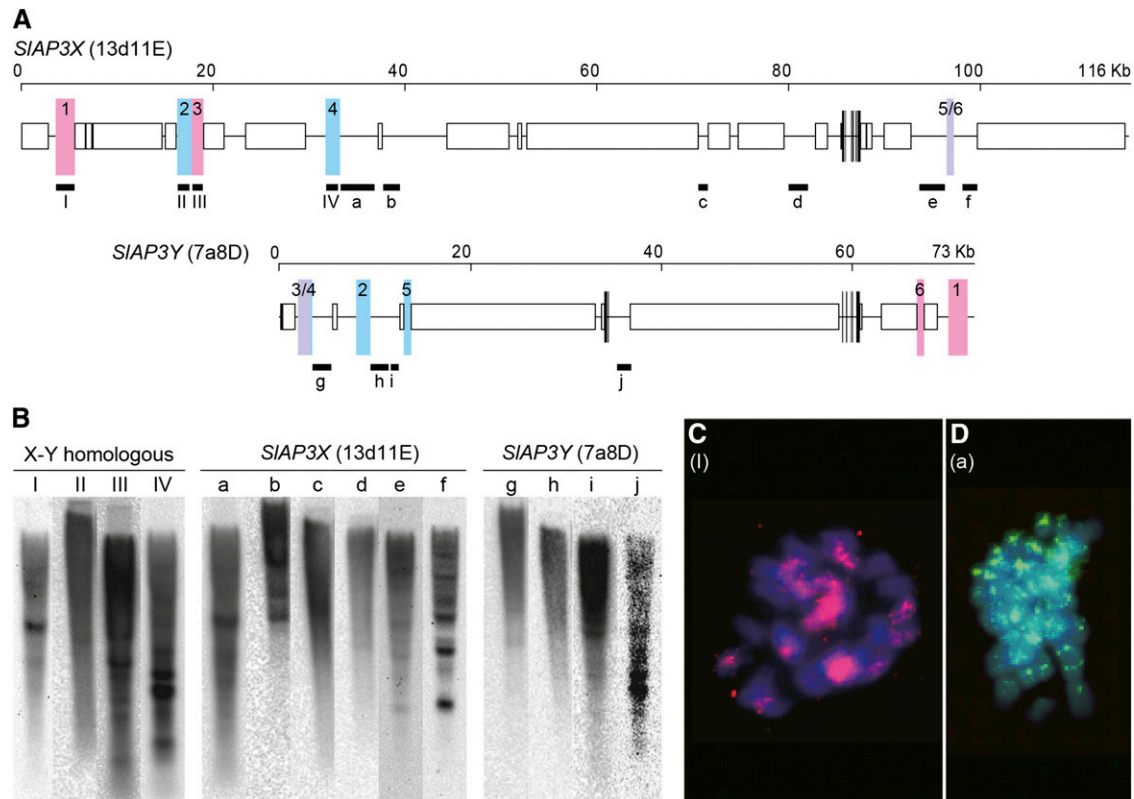 A
SlAP3X (13d11E)
0 20 40 60 80 100 116 Kb
1 2 3 4 5/6
I II III IV a b c d e f
SlAP3Y (7a8D)
0 20 40 60 73 Kb
3/4 2 5 6 1
g h i j
B
X-Y homologous SlAP3X (13d11E) SlAP3Y (7a8D)
I II III IV a b c d e f g h i j
C
(I)
D
(a)